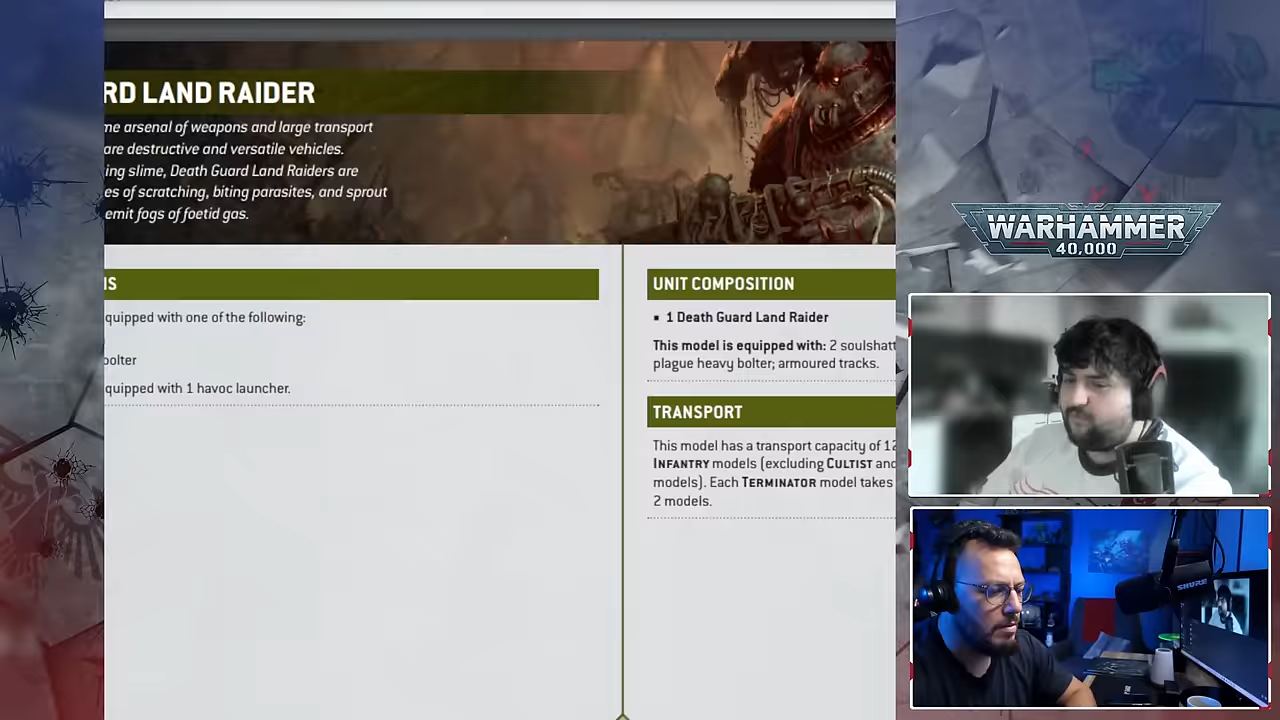 RD LAND RAIDER
me arsenal of weapons and large transport
are destructive and versatile vehicles.
ing slime, Death Guard Land Raiders are
es of scratching, biting parasites, and sprout
emit fogs of foetid gas.
NS
equipped with one of the following:
bolter
equipped with 1 havoc launcher.
UNIT COMPOSITION
▪ 1 Death Guard Land Raider
This model is equipped with: 2 soulshatt
plague heavy bolter; armoured tracks.
TRANSPORT
This model has a transport capacity of 12
INFANTRY models (excluding CULTIST and
models). Each TERMINATOR model takes
2 models.
WARHAMMER
40,000
SHURE